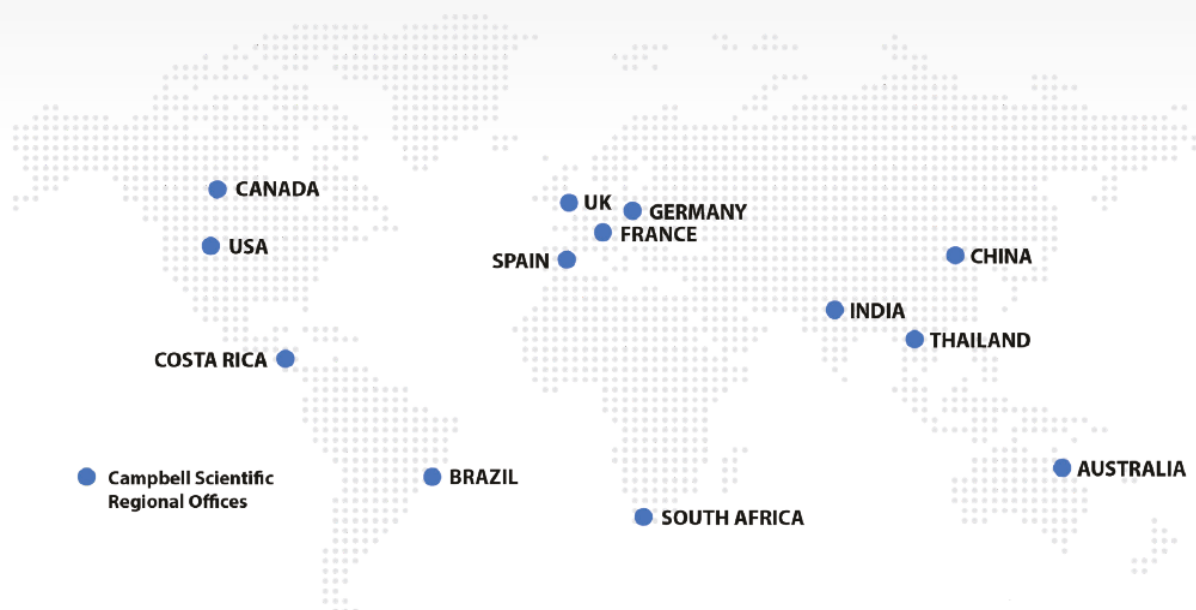 CANADA
UK
GERMANY
FRANCE
USA
SPAIN
CHINA
INDIA
THAILAND
COSTA RICA
Campbell Scientific
Regional Offices
BRAZIL
AUSTRALIA
SOUTH AFRICA